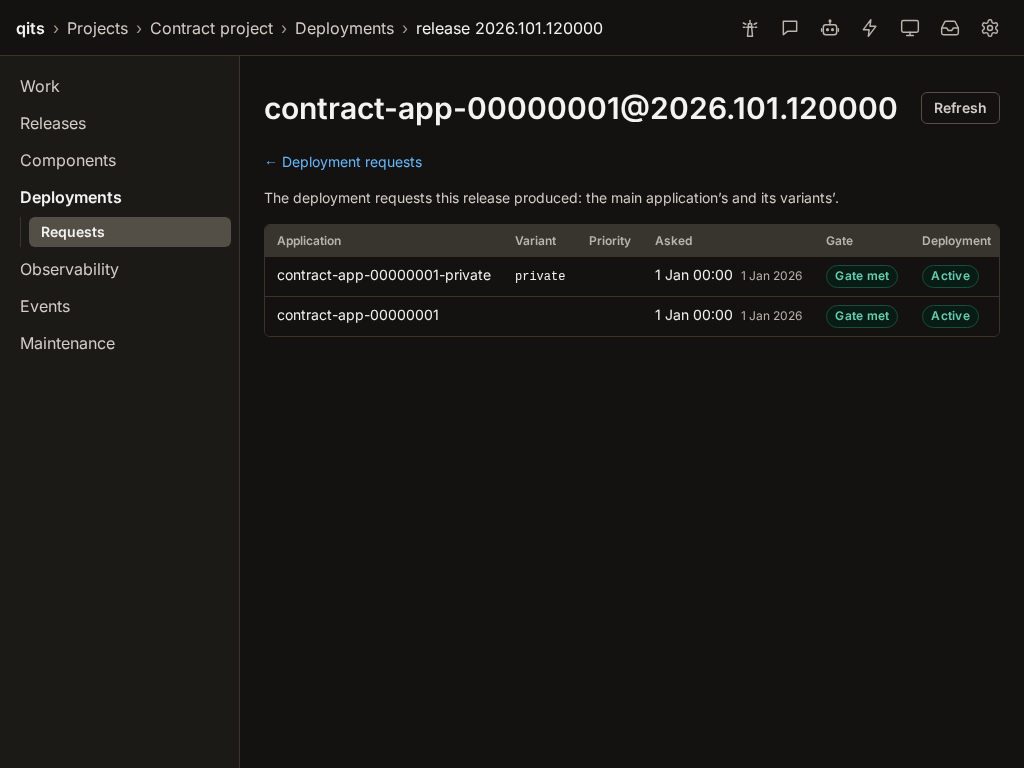 qits › Projects › Contract project › Deployments › release 2026.101.120000
Work
Releases
Components
Deployments
Requests
Observability
Events
Maintenance
contract-app-00000001@2026.101.120000
Refresh
← Deployment requests
The deployment requests this release produced: the main application’s and its variants’.
Application Variant Priority Asked Gate Deployment
contract-app-00000001-private private 1 Jan 00:00 1 Jan 2026 Gate met Active
contract-app-00000001 1 Jan 00:00 1 Jan 2026 Gate met Active